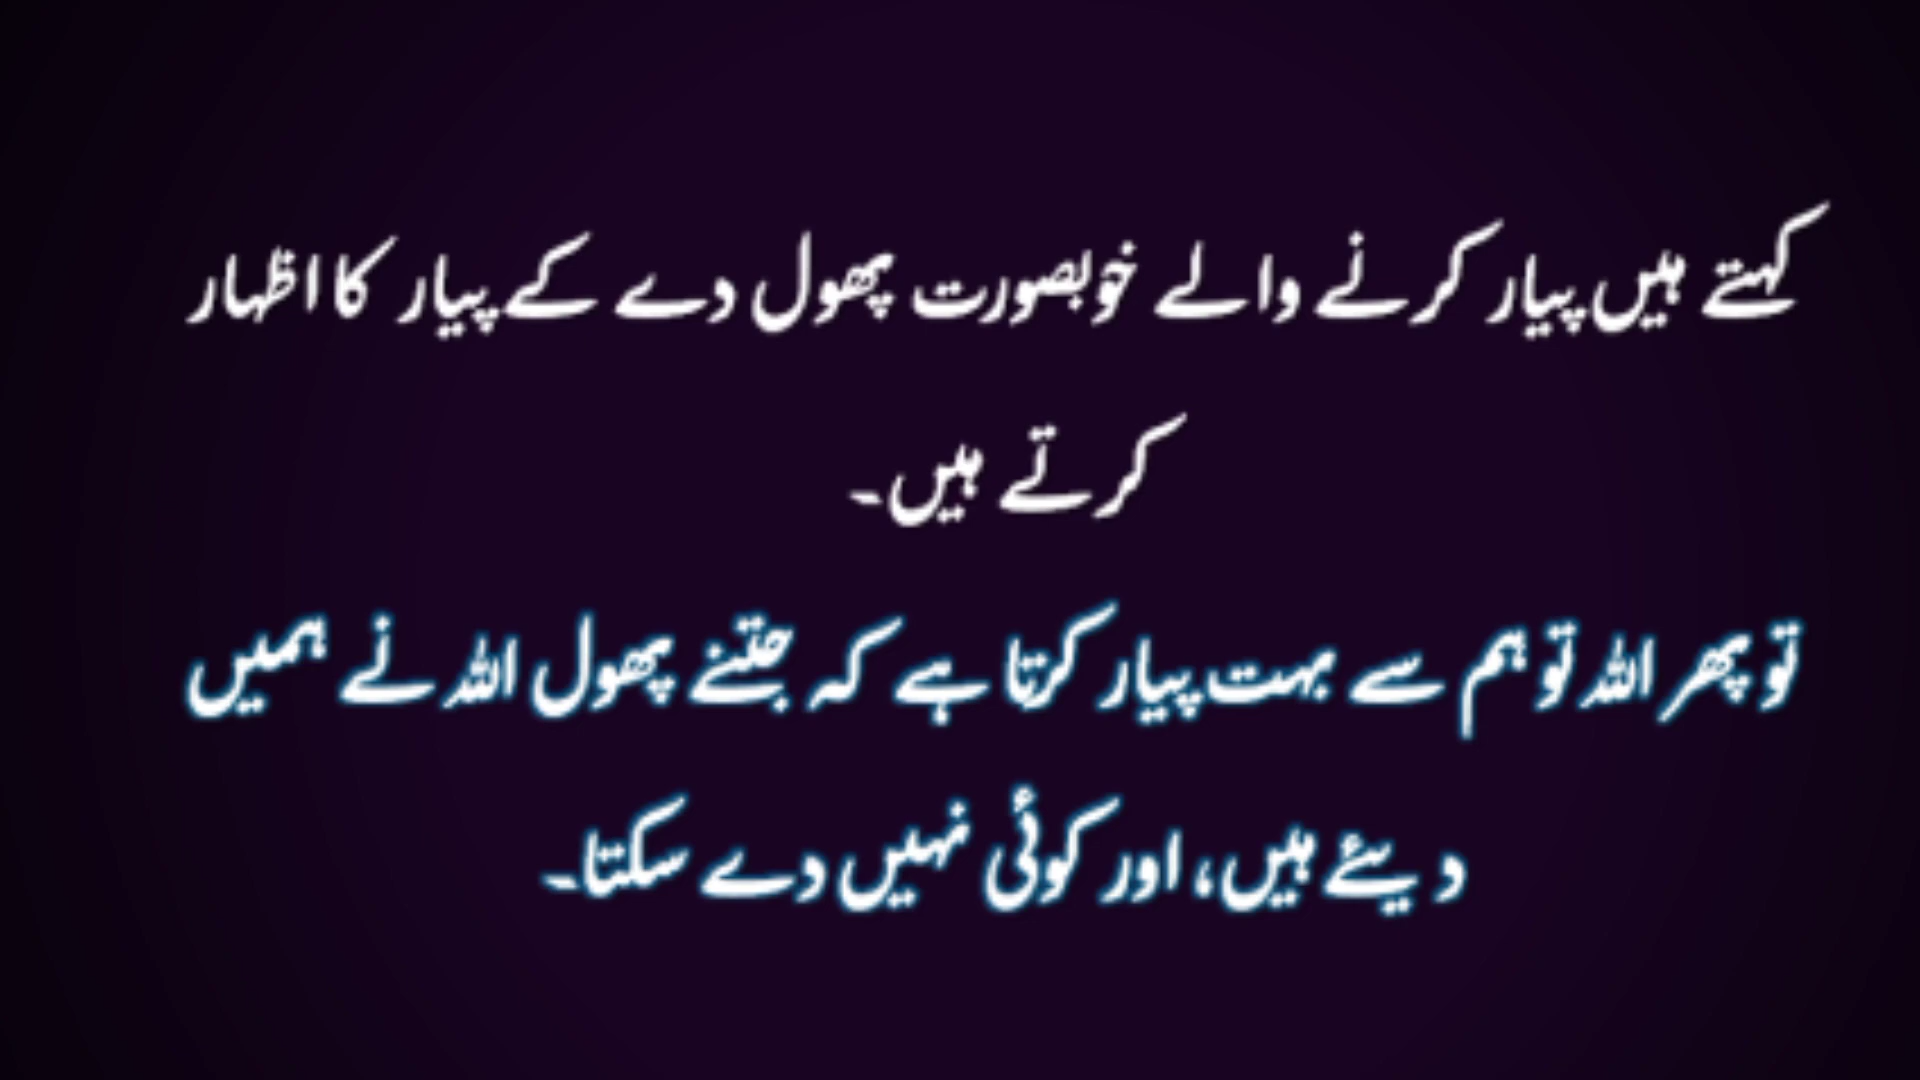 کہتے ہیں پیار کرنے والے خوبصورت پھول دے کے پیار کا اظہار
کرتے ہیں۔
تو پھر اللہ تو ہم سے بہت پیار کرتا ہے کہ جتنے پھول اللہ نے ہمیں
دیئے ہیں، اور کوئی نہیں دے سکتا۔